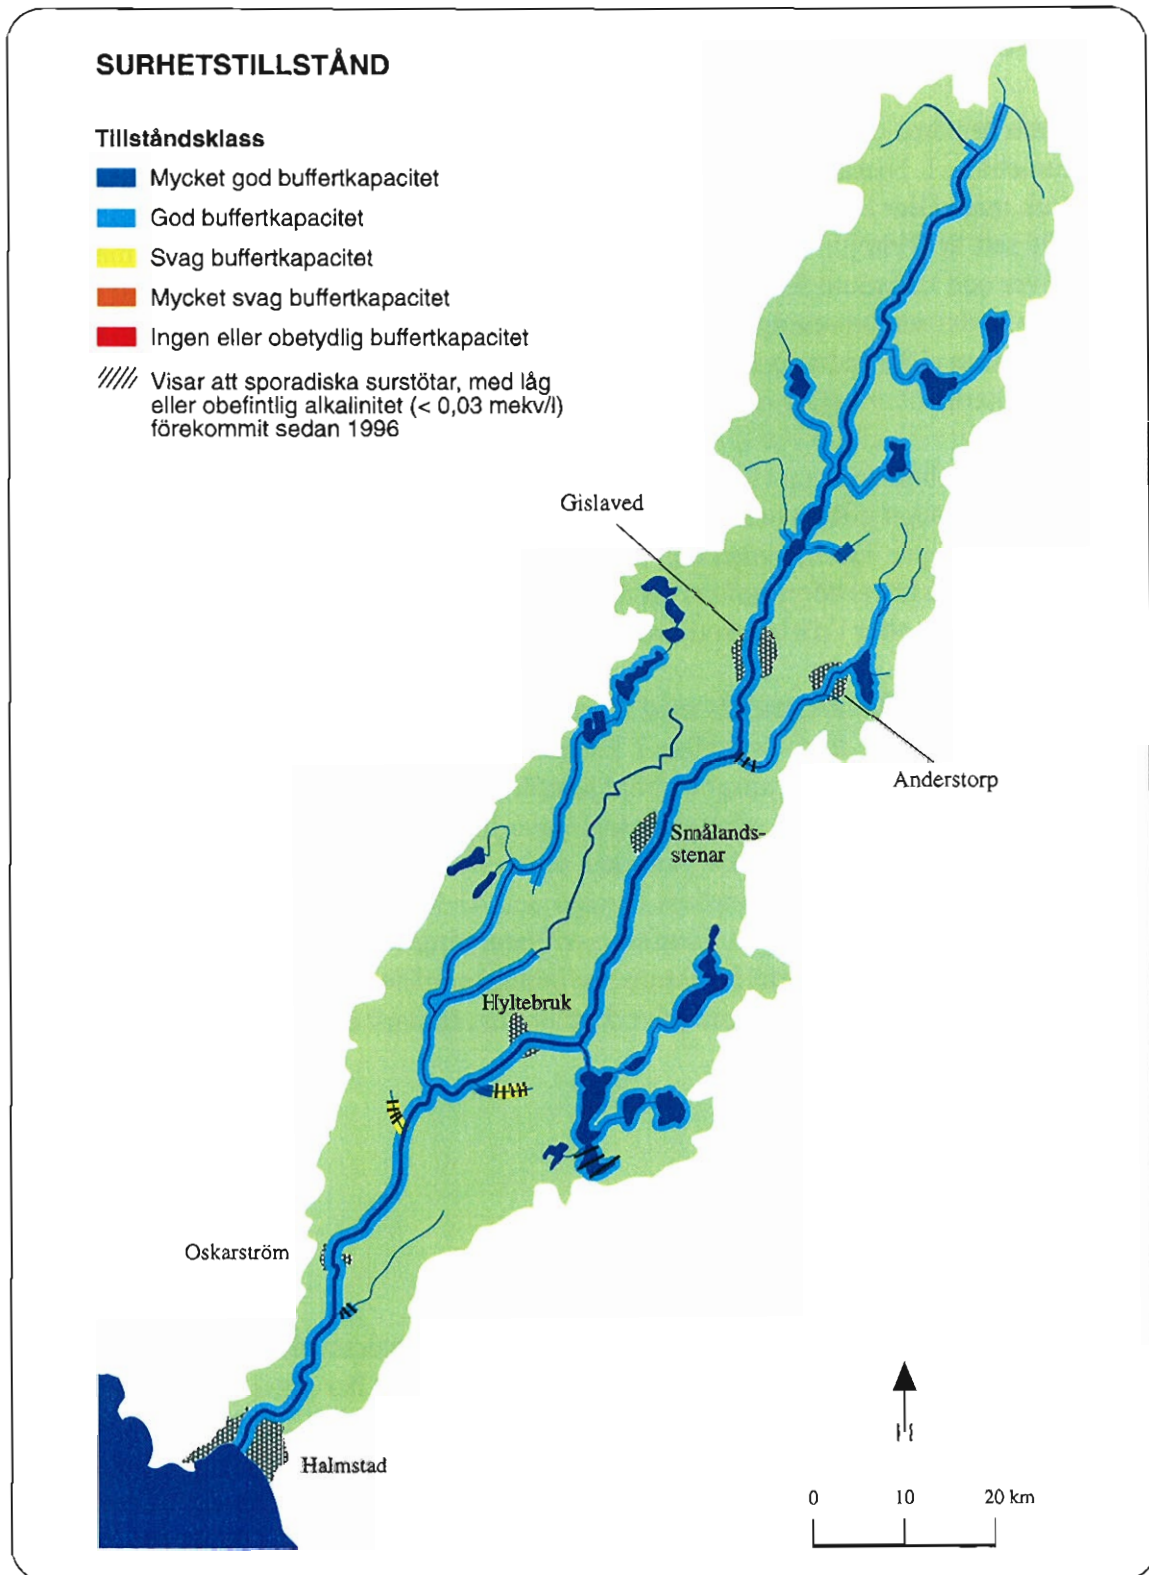 SURHETSTILLSTÅND
Tillståndsklass
Mycket god buffertkapacitet
God buffertkapacitet
Svag buffertkapacitet
Mycket svag buffertkapacitet
Ingen eller obetydlig buffertkapacitet
Visar att sporadiska surstötar, med låg
eller obefintlig alkalinitet (< 0,03 mekv/l)
förekommit sedan 1996
Gislaved
Anderstorp
Smålands-
stenar
Hyltebruk
Oskarström
Halmstad
N
0 10 20 km